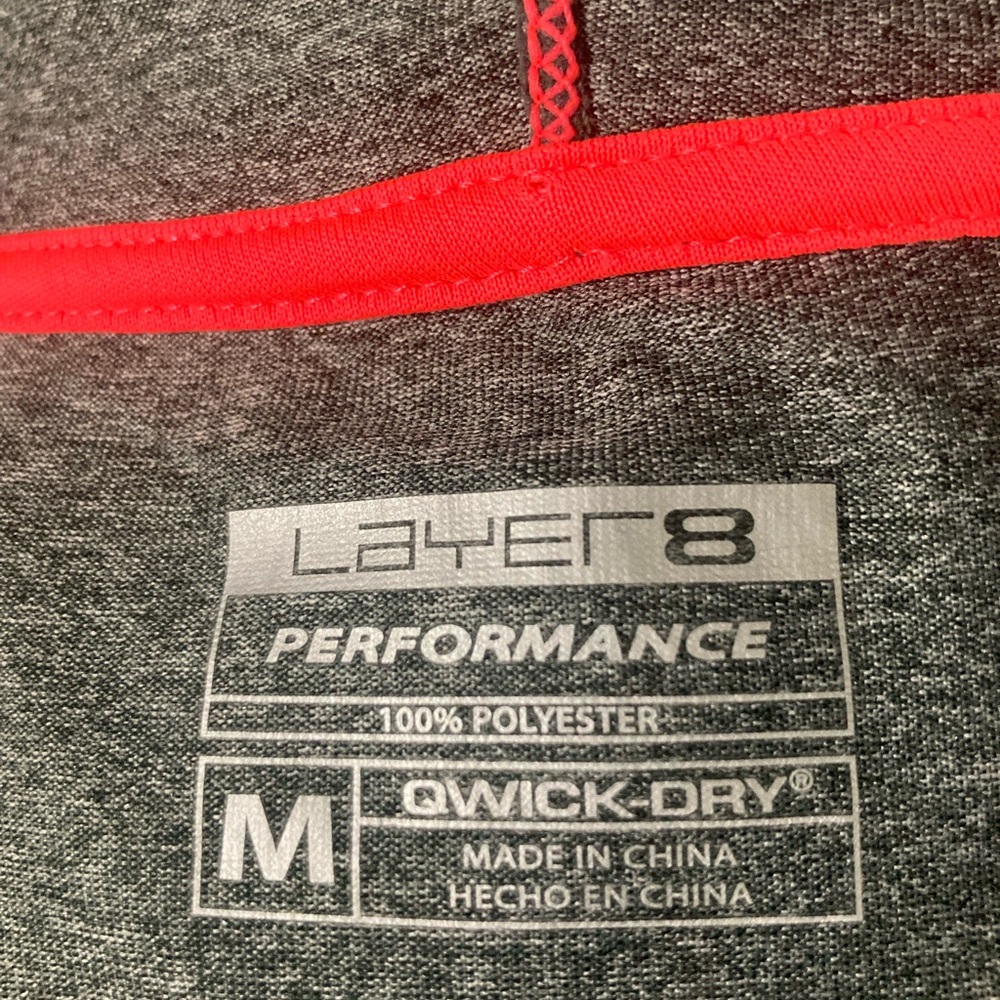 Layer8
PERFORMANCE
100% POLYESTER
M
QWICK-DRY®
MADE IN CHINA
HECHO EN CHINA